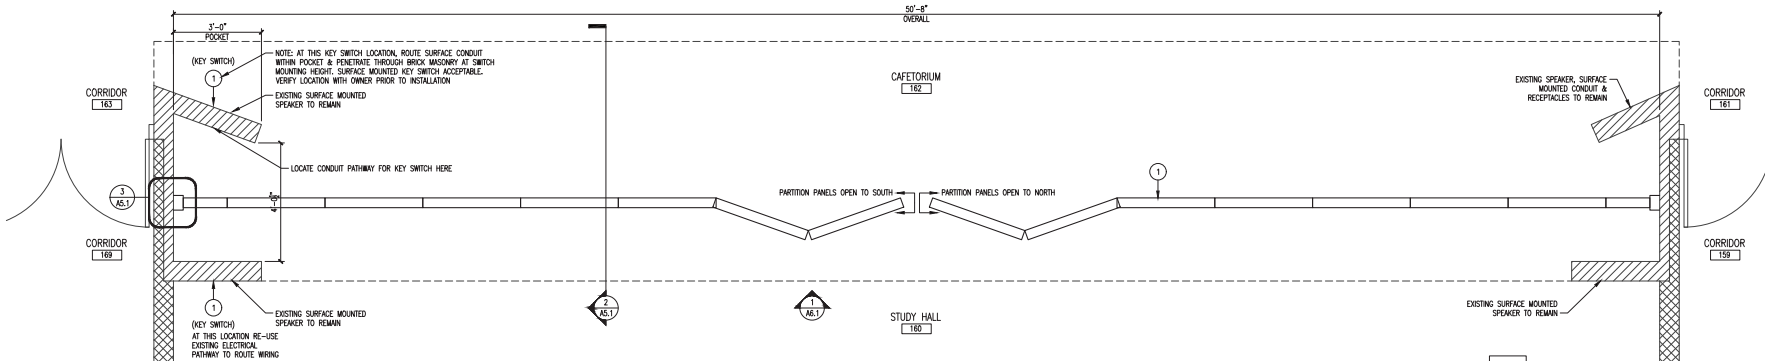 50'-8"
OVERALL
3'-0"
POCKET
(KEY SWITCH)
1
NOTE: AT THIS KEY SWITCH LOCATION, ROUTE SURFACE CONDUIT
WITHIN POCKET & PENETRATE THROUGH BRICK MASONRY AT SWITCH
MOUNTING HEIGHT. SURFACE MOUNTED KEY SWITCH ACCEPTABLE.
VERIFY LOCATION WITH OWNER PRIOR TO INSTALLATION
EXISTING SURFACE MOUNTED
SPEAKER TO REMAIN
CORRIDOR
163
CAFETORIUM
162
EXISTING SPEAKER, SURFACE
MOUNTED CONDUIT &
RECEPTACLES TO REMAIN
CORRIDOR
161
LOCATE CONDUIT PATHWAY FOR KEY SWITCH HERE
3
A5.1
4'-0½"
PARTITION PANELS OPEN TO SOUTH
PARTITION PANELS OPEN TO NORTH
1
CORRIDOR
169
CORRIDOR
159
1
(KEY SWITCH)
AT THIS LOCATION RE-USE
EXISTING ELECTRICAL
PATHWAY TO ROUTE WIRING
EXISTING SURFACE MOUNTED
SPEAKER TO REMAIN
2
A5.1
1
A6.1
STUDY HALL
160
EXISTING SURFACE MOUNTED
SPEAKER TO REMAIN